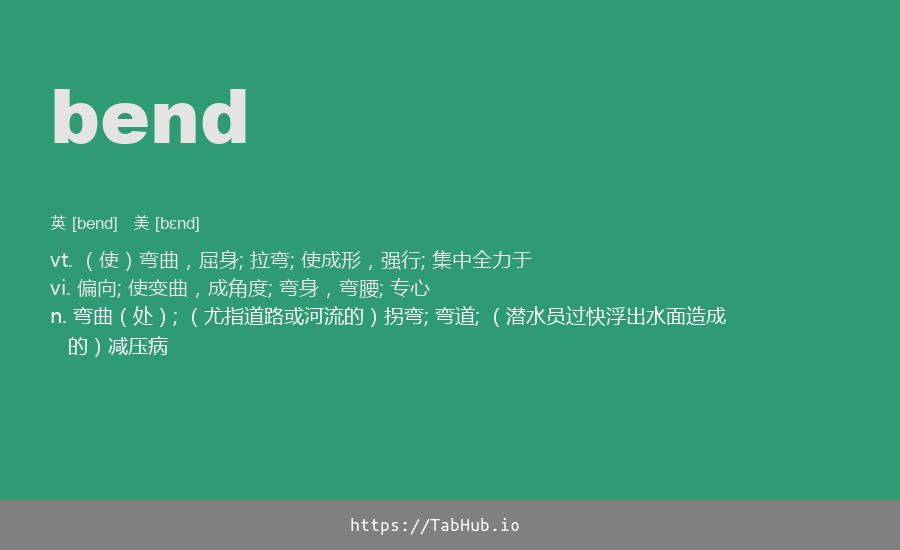 bend
英 [bend] 美 [bɛnd]
vt. （使）弯曲，屈身; 拉弯; 使成形，强行; 集中全力于
vi. 偏向; 使变曲，成角度; 弯身，弯腰; 专心
n. 弯曲（处）; （尤指道路或河流的）拐弯; 弯道; （潜水员过快浮出水面造成
的）减压病
https://TabHub.io